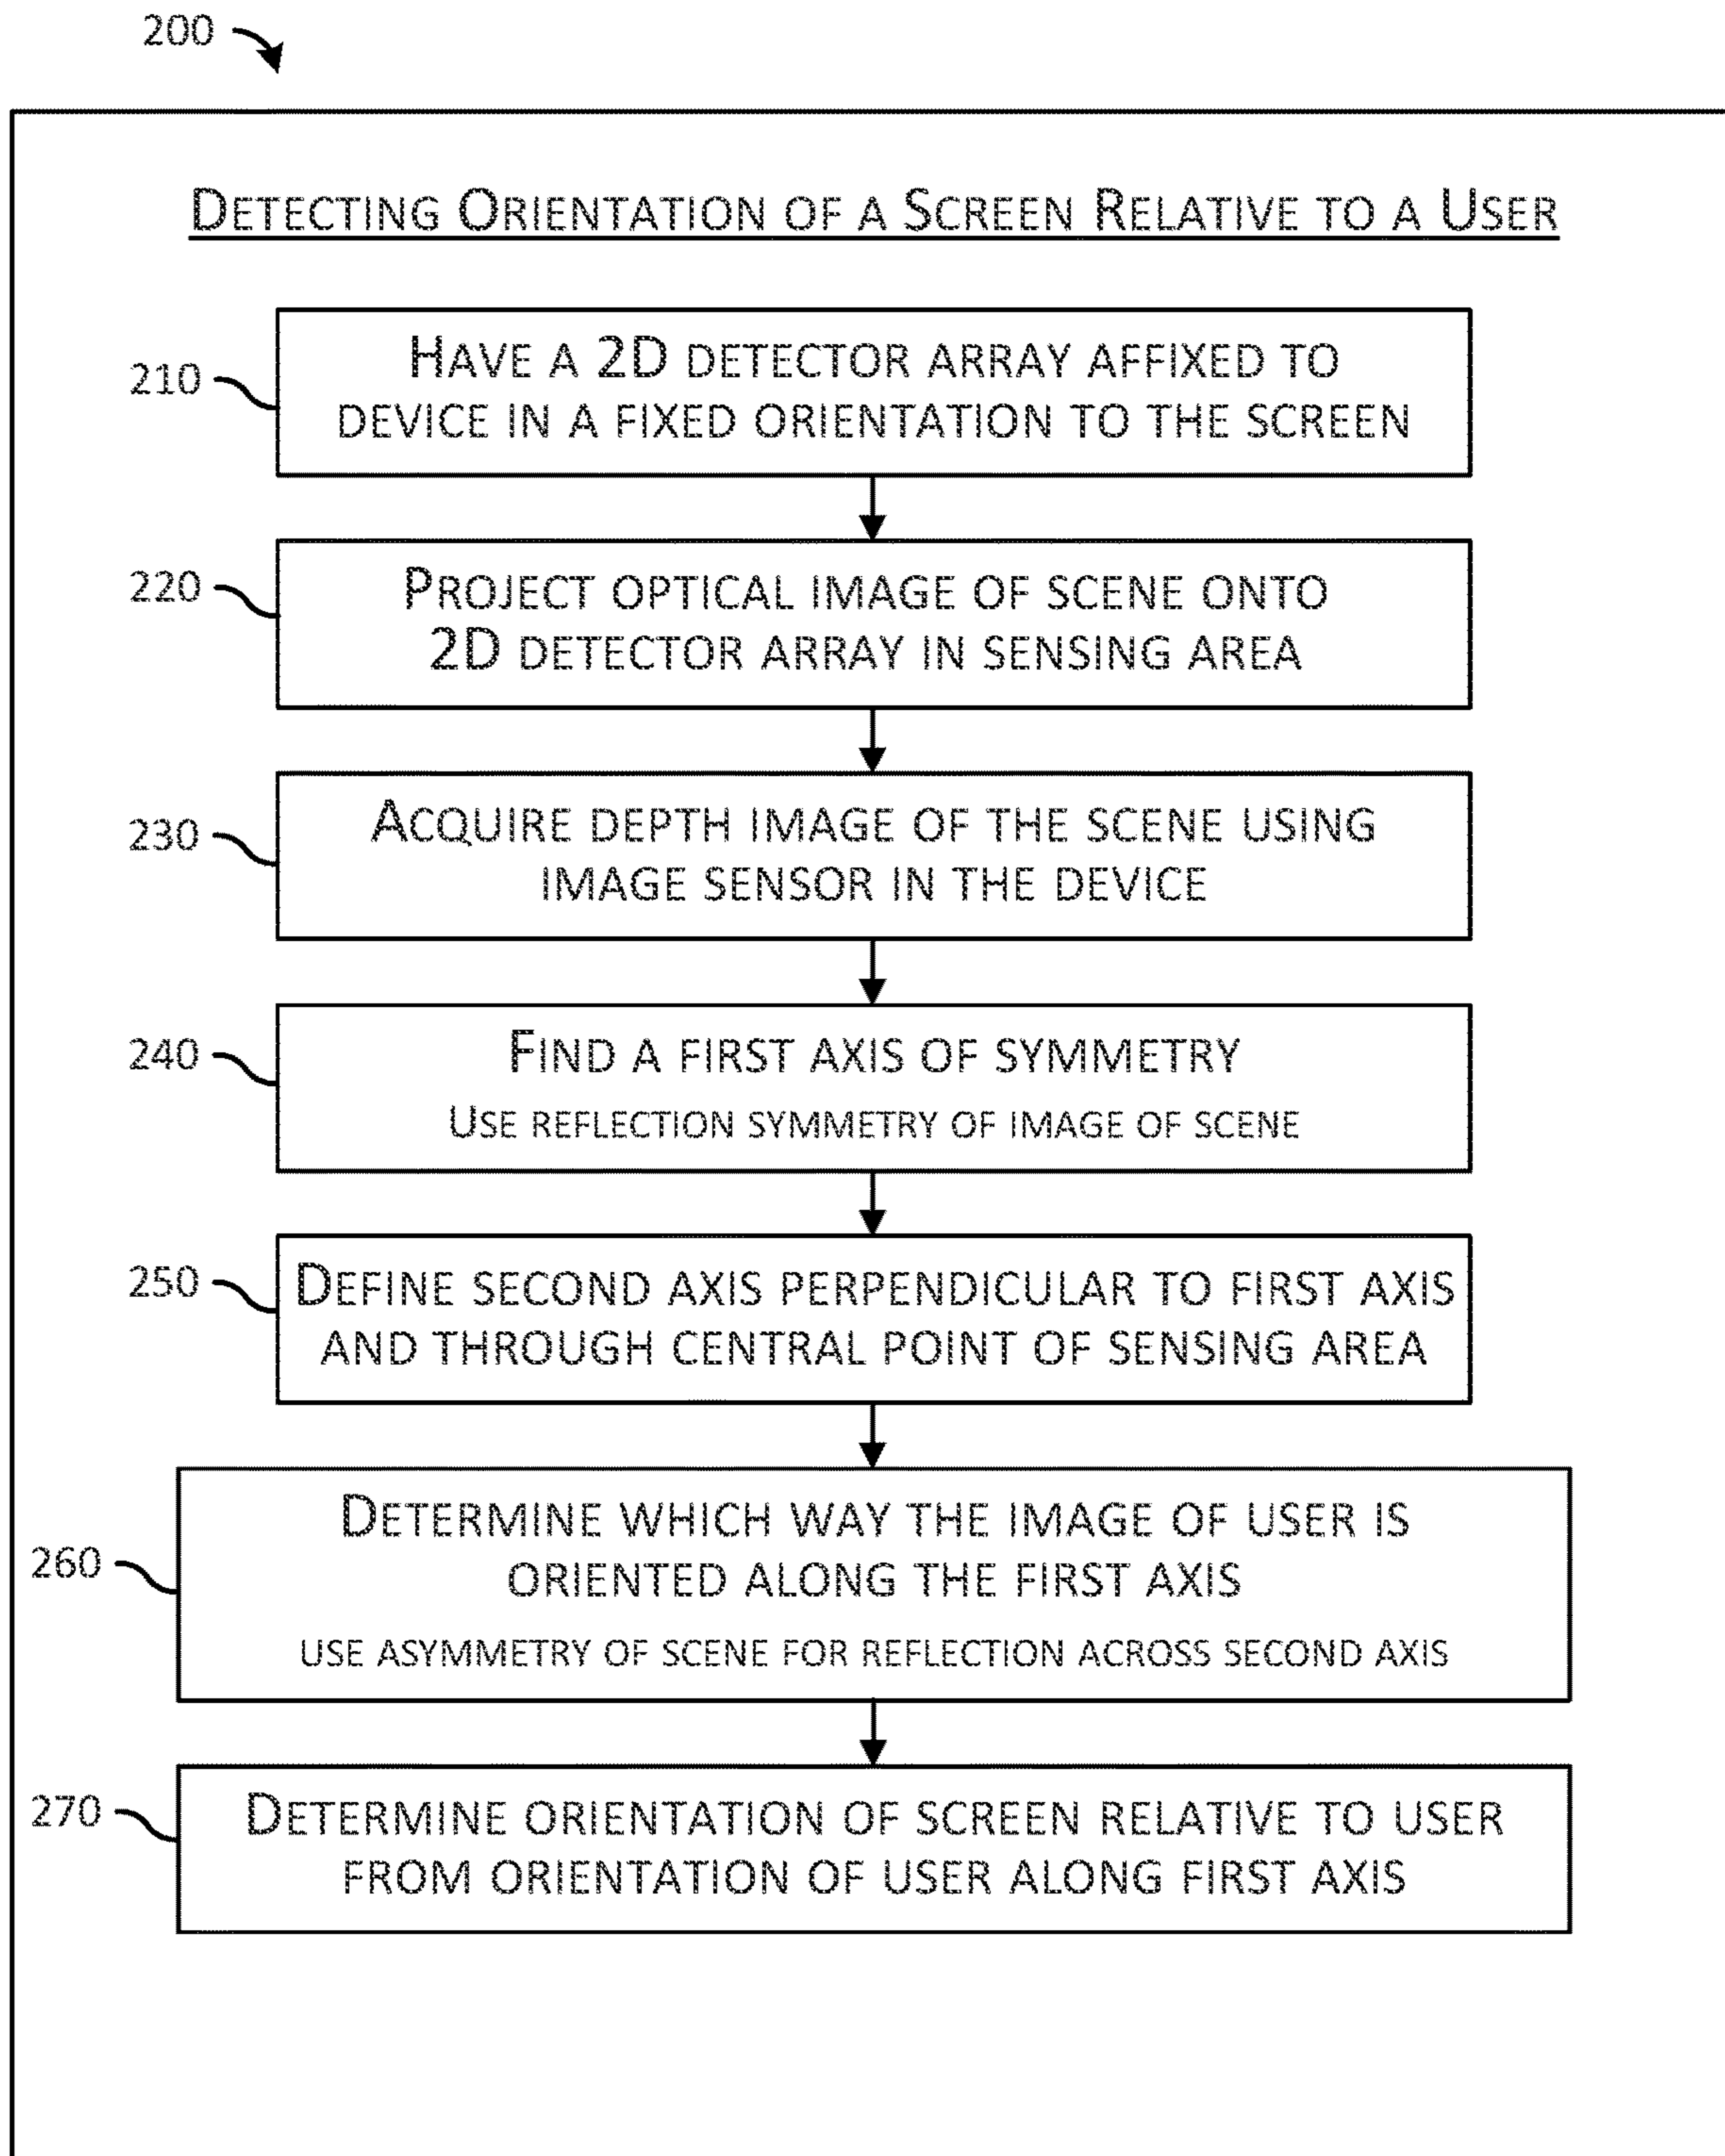 200
DETECTING ORIENTATION OF A SCREEN RELATIVE TO A USER
210
HAVE A 2D DETECTOR ARRAY AFFIXED TO
DEVICE IN A FIXED ORIENTATION TO THE SCREEN
220
PROJECT OPTICAL IMAGE OF SCENE ONTO
2D DETECTOR ARRAY IN SENSING AREA
230
ACQUIRE DEPTH IMAGE OF THE SCENE USING
IMAGE SENSOR IN THE DEVICE
240
FIND A FIRST AXIS OF SYMMETRY
USE REFLECTION SYMMETRY OF IMAGE OF SCENE
250
DEFINE SECOND AXIS PERPENDICULAR TO FIRST AXIS
AND THROUGH CENTRAL POINT OF SENSING AREA
260
DETERMINE WHICH WAY THE IMAGE OF USER IS
ORIENTED ALONG THE FIRST AXIS
USE ASYMMETRY OF SCENE FOR REFLECTION ACROSS SECOND AXIS
270
DETERMINE ORIENTATION OF SCREEN RELATIVE TO USER
FROM ORIENTATION OF USER ALONG FIRST AXIS